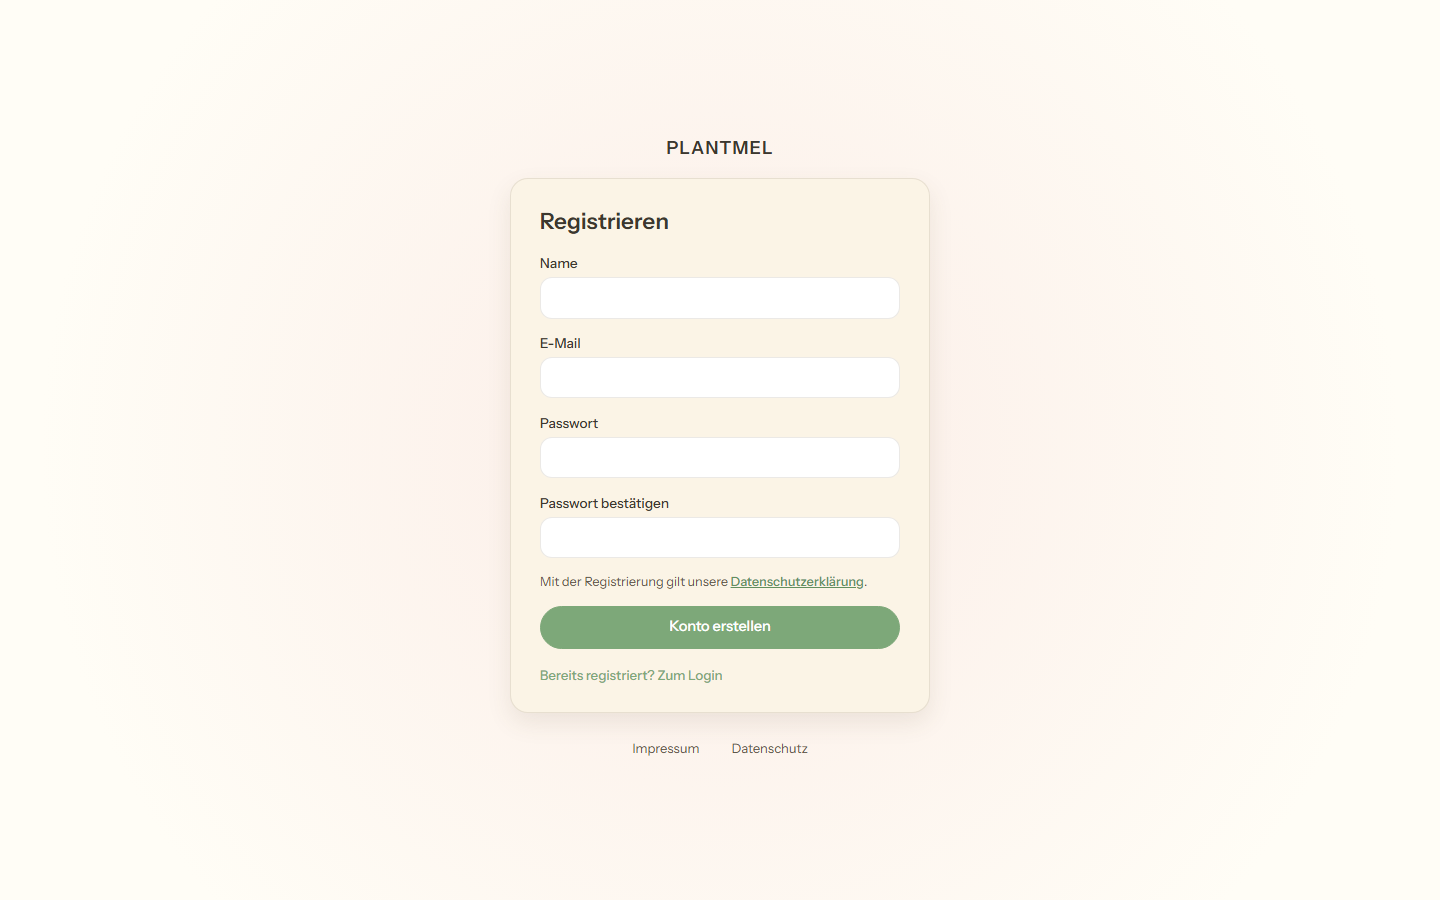 PLANTMEL
Registrieren
Name
E-Mail
Passwort
Passwort bestätigen
Mit der Registrierung gilt unsere Datenschutzerklärung.
Konto erstellen
Bereits registriert? Zum Login
Impressum Datenschutz